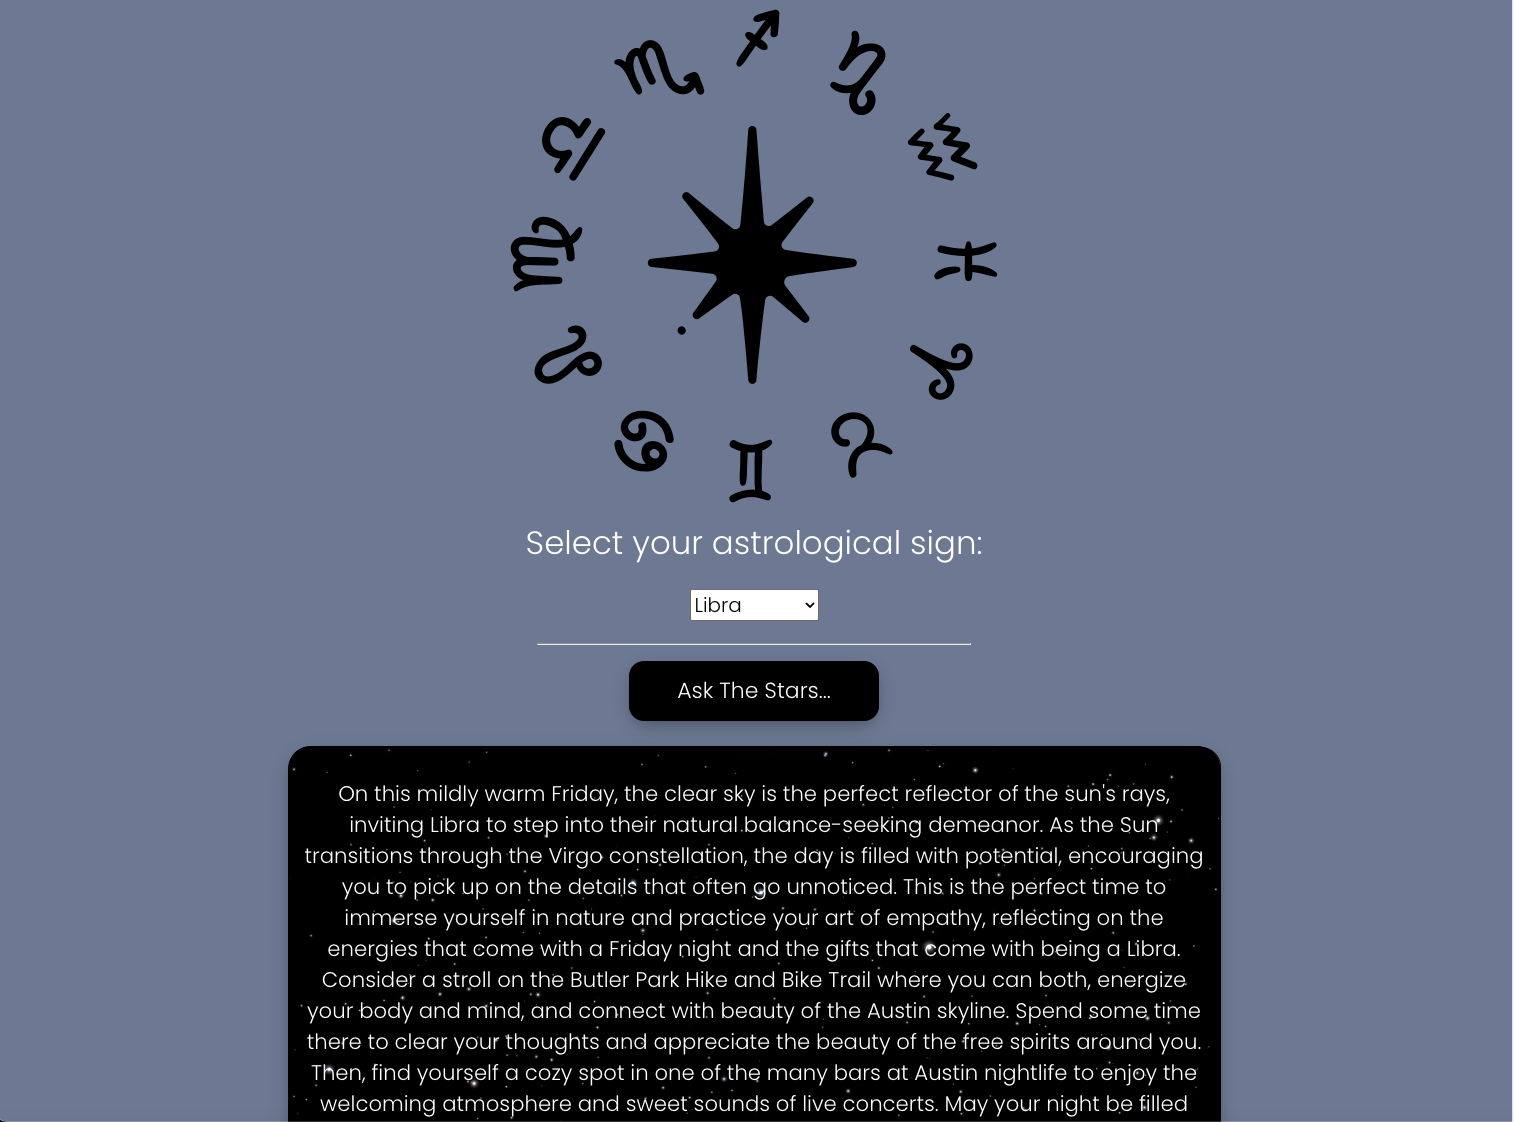 Select your astrological sign:
Libra
Ask The Stars...
On this mildly warm Friday, the clear sky is the perfect reflector of the sun's rays,
inviting Libra to step into their natural balance-seeking demeanor. As the Sun
transitions through the Virgo constellation, the day is filled with potential, encouraging
you to pick up on the details that often go unnoticed. This is the perfect time to
immerse yourself in nature and practice your art of empathy, reflecting on the
energies that come with a Friday night and the gifts that come with being a Libra.
Consider a stroll on the Butler Park Hike and Bike Trail where you can both, energize
your body and mind, and connect with beauty of the Austin skyline. Spend some time
there to clear your thoughts and appreciate the beauty of the free spirits around you.
Then, find yourself a cozy spot in one of the many bars at Austin nightlife to enjoy the
welcoming atmosphere and sweet sounds of live concerts. May your night be filled